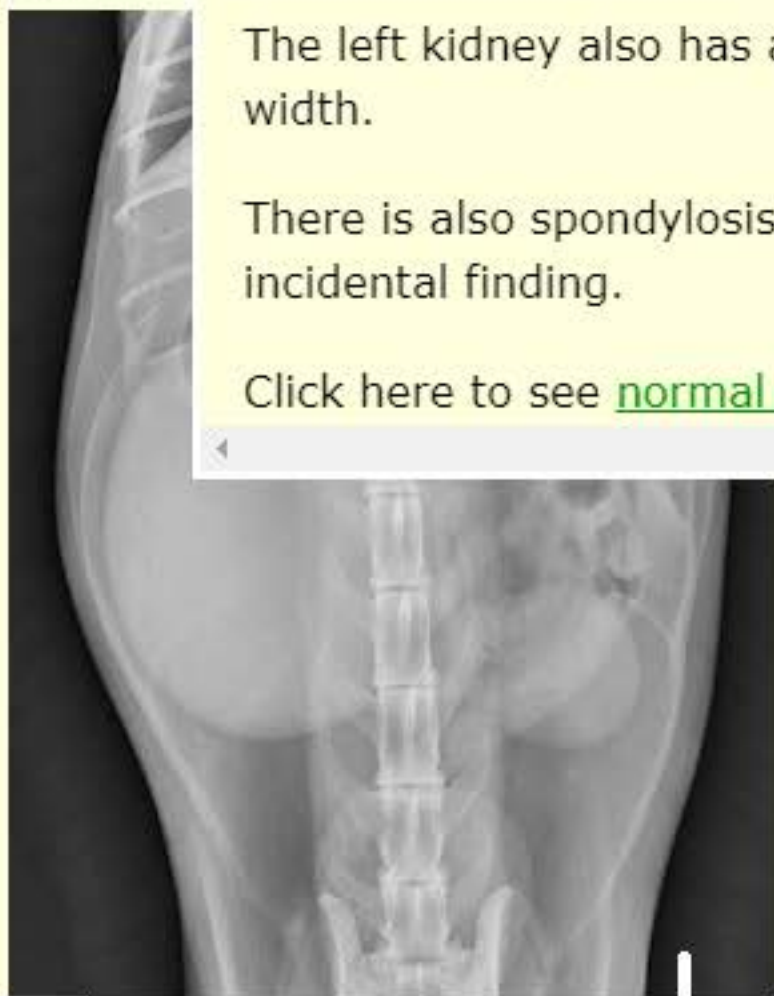 The left kidney also has a
width.
There is also spondylosis
incidental finding.
Click here to see normal